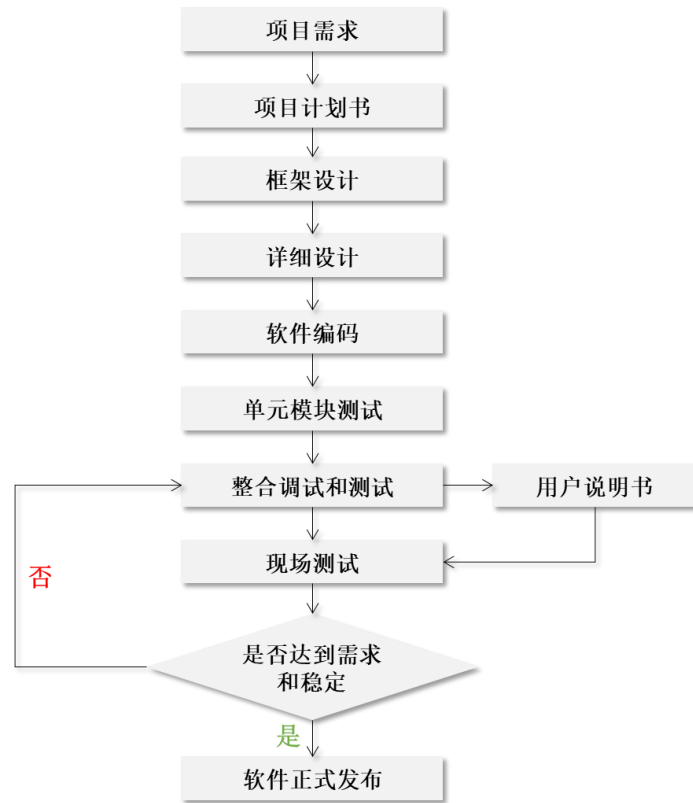 项目需求
项目计划书
框架设计
详细设计
软件编码
单元模块测试
整合调试和测试
用户说明书
现场测试
否
是否达到需求
和稳定
是
软件正式发布